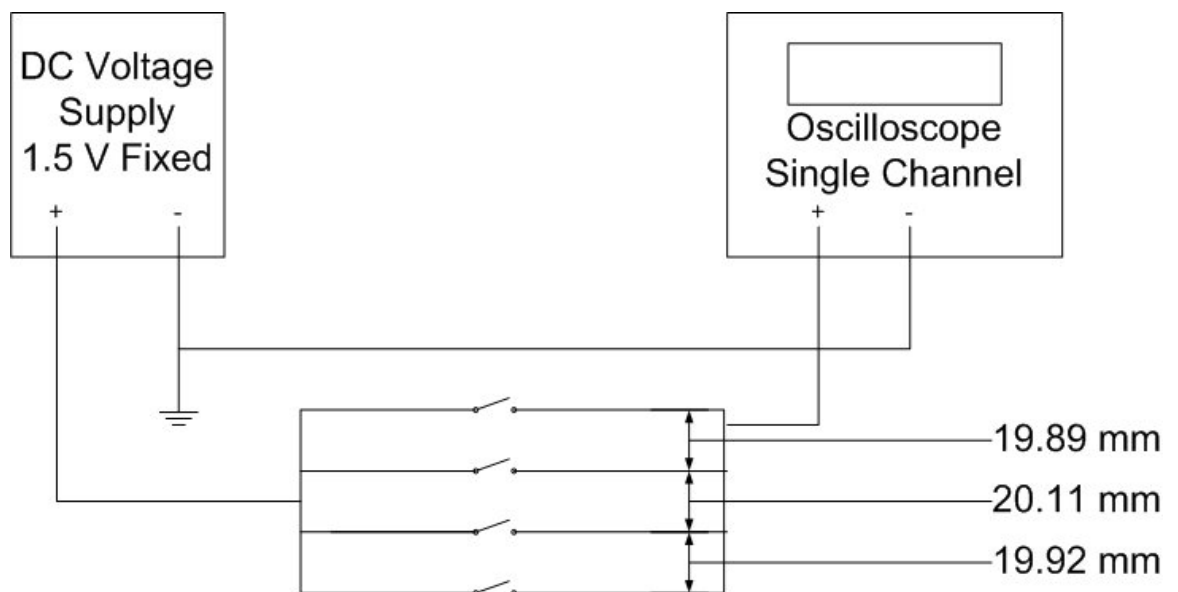 DC Voltage
Supply
1.5 V Fixed
+ -
Oscilloscope
Single Channel
+ -
19.89 mm
20.11 mm
19.92 mm